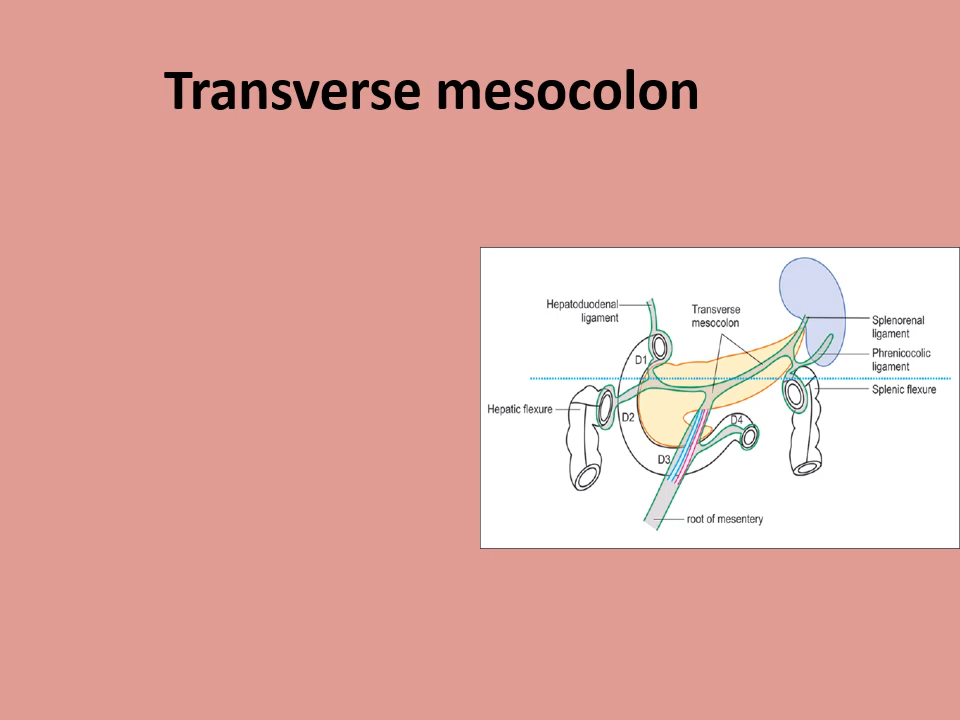 Transverse mesocolon
Hepatoduodenal
ligament
Transverse
mesocolon
Splenorenal
ligament
D1
Phrenicocolic
ligament
Splenic flexure
Hepatic flexure
D2
D4
D3
root of mesentery